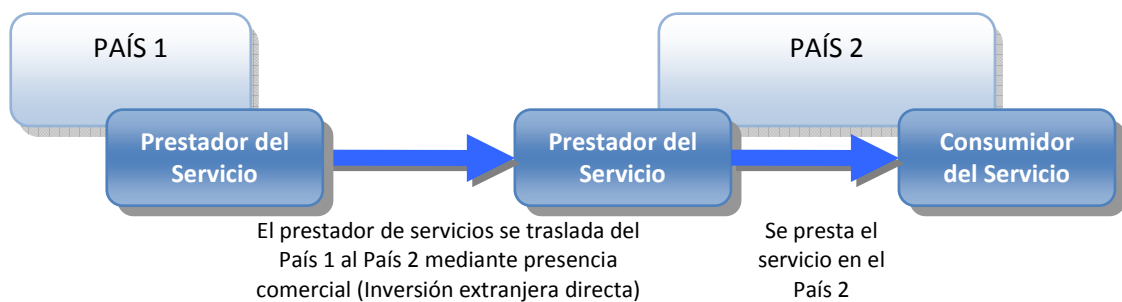 PAÍS 1
PAÍS 2
Prestador del
Servicio
Prestador del
Servicio
Consumidor
del Servicio
El prestador de servicios se traslada del
País 1 al País 2 mediante presencia
comercial (Inversión extranjera directa)
Se presta el
servicio en el
País 2